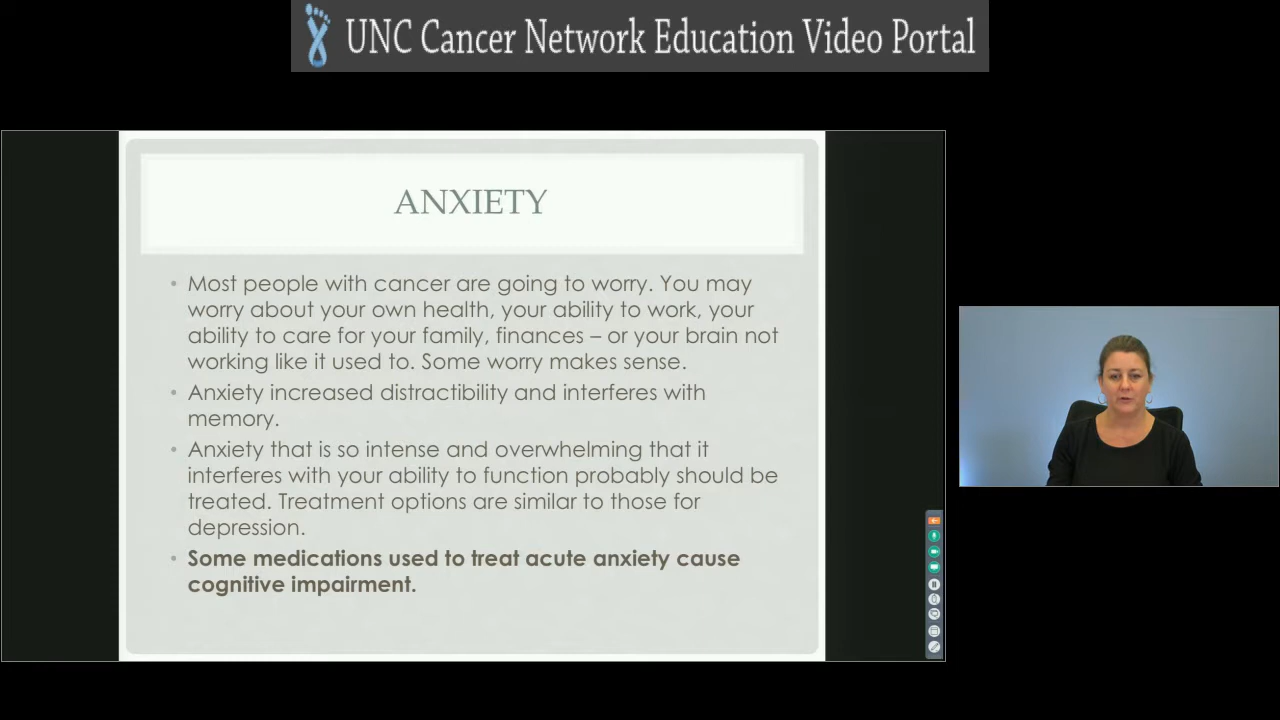 UNC Cancer Network Education Video Portal
ANXIETY
• Most people with cancer are going to worry. You may
worry about your own health, your ability to work, your
ability to care for your family, finances – or your brain not
working like it used to. Some worry makes sense.
• Anxiety increased distractibility and interferes with
memory.
• Anxiety that is so intense and overwhelming that it
interferes with your ability to function probably should be
treated. Treatment options are similar to those for
depression.
• Some medications used to treat acute anxiety cause
cognitive impairment.